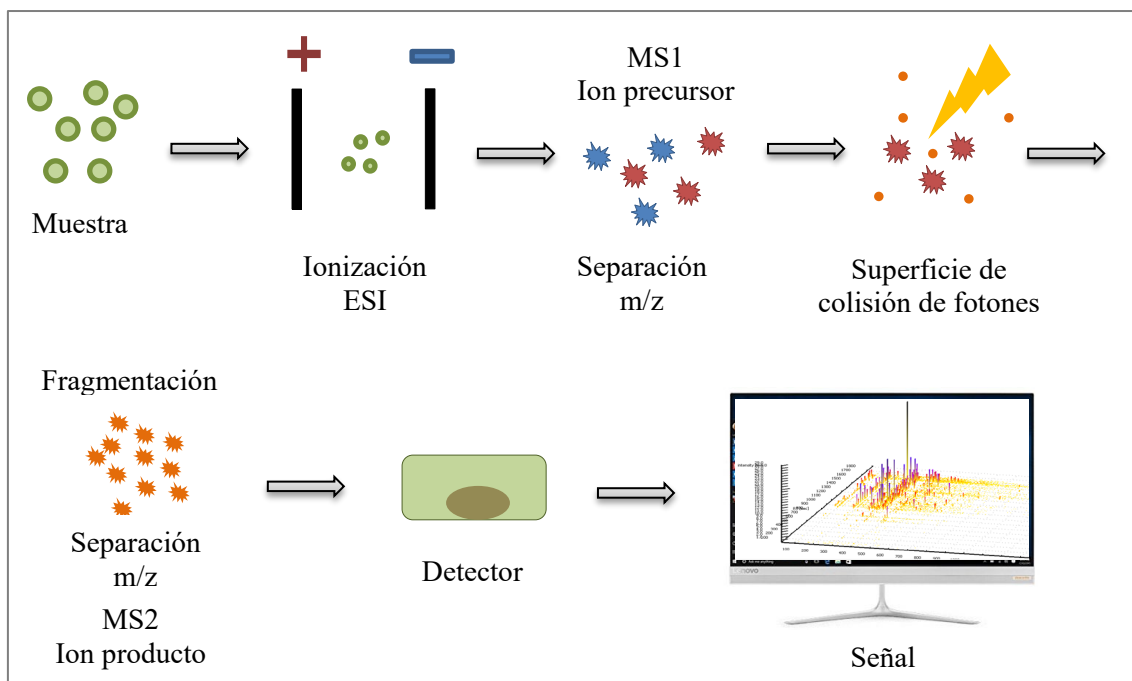 Muestra
Ionización
ESI
MS1
Ion precursor
Separación
m/z
Superficie de
colisión de fotones
Fragmentación
Separación
m/z
MS2
Ion producto
Detector
Señal